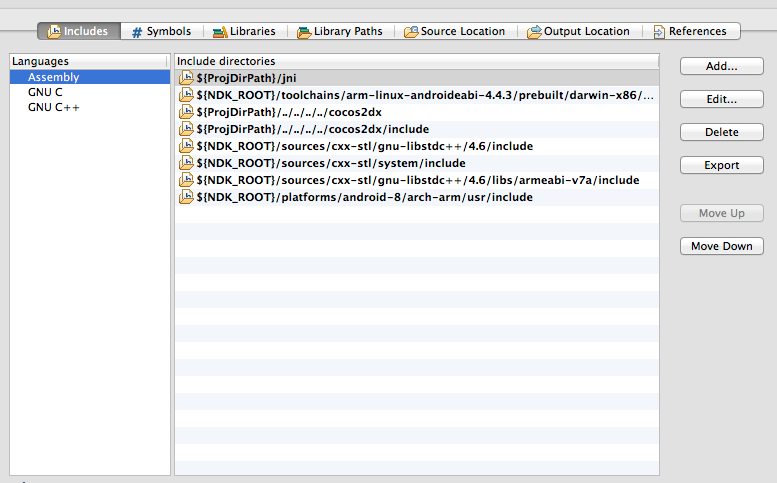 Includes
# Symbols
Libraries
Library Paths
Source Location
Output Location
References
Languages
Assembly
GNU C
GNU C++
Include directories
${ProjDirPath}/jni
${NDK_ROOT}/toolchains/arm-linux-androideabi-4.4.3/prebuilt/darwin-x86/...
${ProjDirPath}/../../../../cocos2dx
${ProjDirPath}/../../../../cocos2dx/include
${NDK_ROOT}/sources/cxx-stl/gnu-libstdc++/4.6/include
${NDK_ROOT}/sources/cxx-stl/system/include
${NDK_ROOT}/sources/cxx-stl/gnu-libstdc++/4.6/libs/armeabi-v7a/include
${NDK_ROOT}/platforms/android-8/arch-arm/usr/include
Add...
Edit...
Delete
Export
Move Up
Move Down